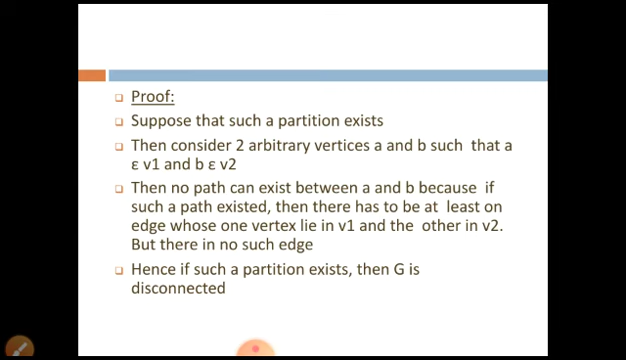 Proof:
Suppose that such a partition exists
Then consider 2 arbitrary vertices a and b such that a
ε v1 and b ε v2
Then no path can exist between a and b because if
such a path existed, then there has to be at least on
edge whose one vertex lie in v1 and the other in v2.
But there in no such edge
Hence if such a partition exists, then G is
disconnected